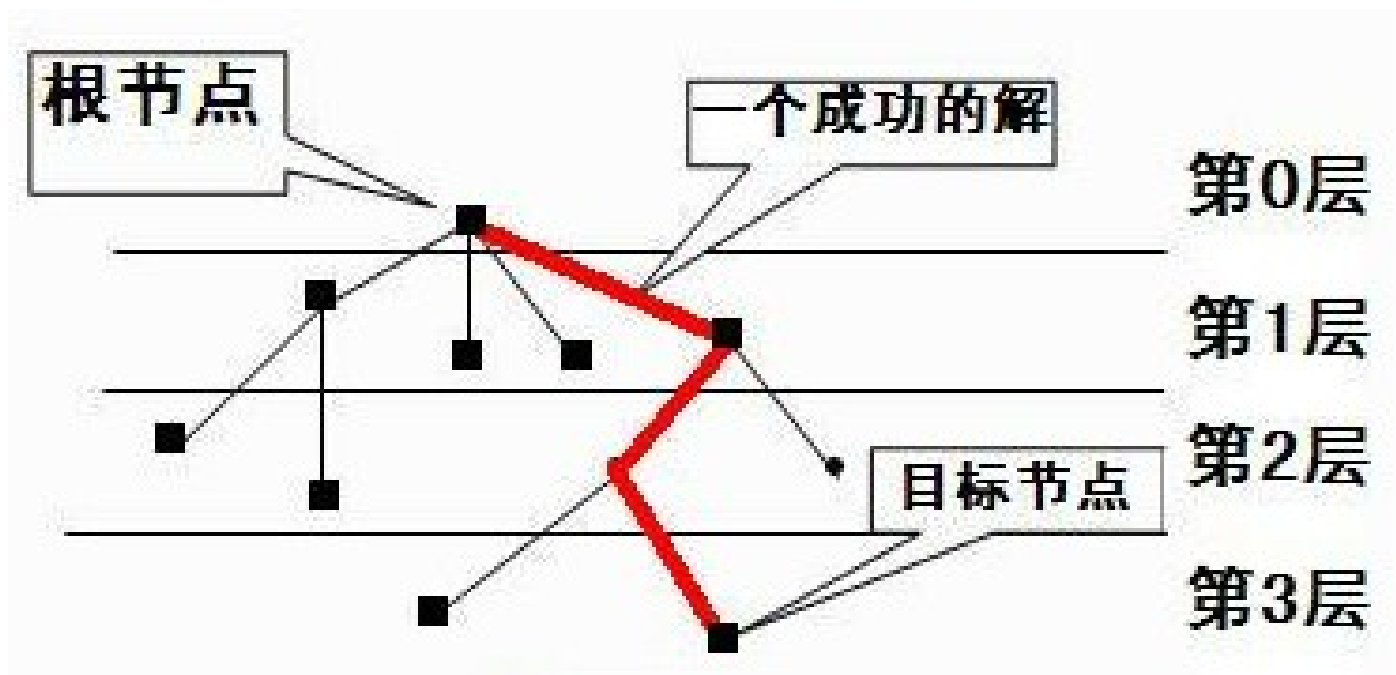 根节点
一个成功的解
第0层
第1层
第2层
目标节点
第3层